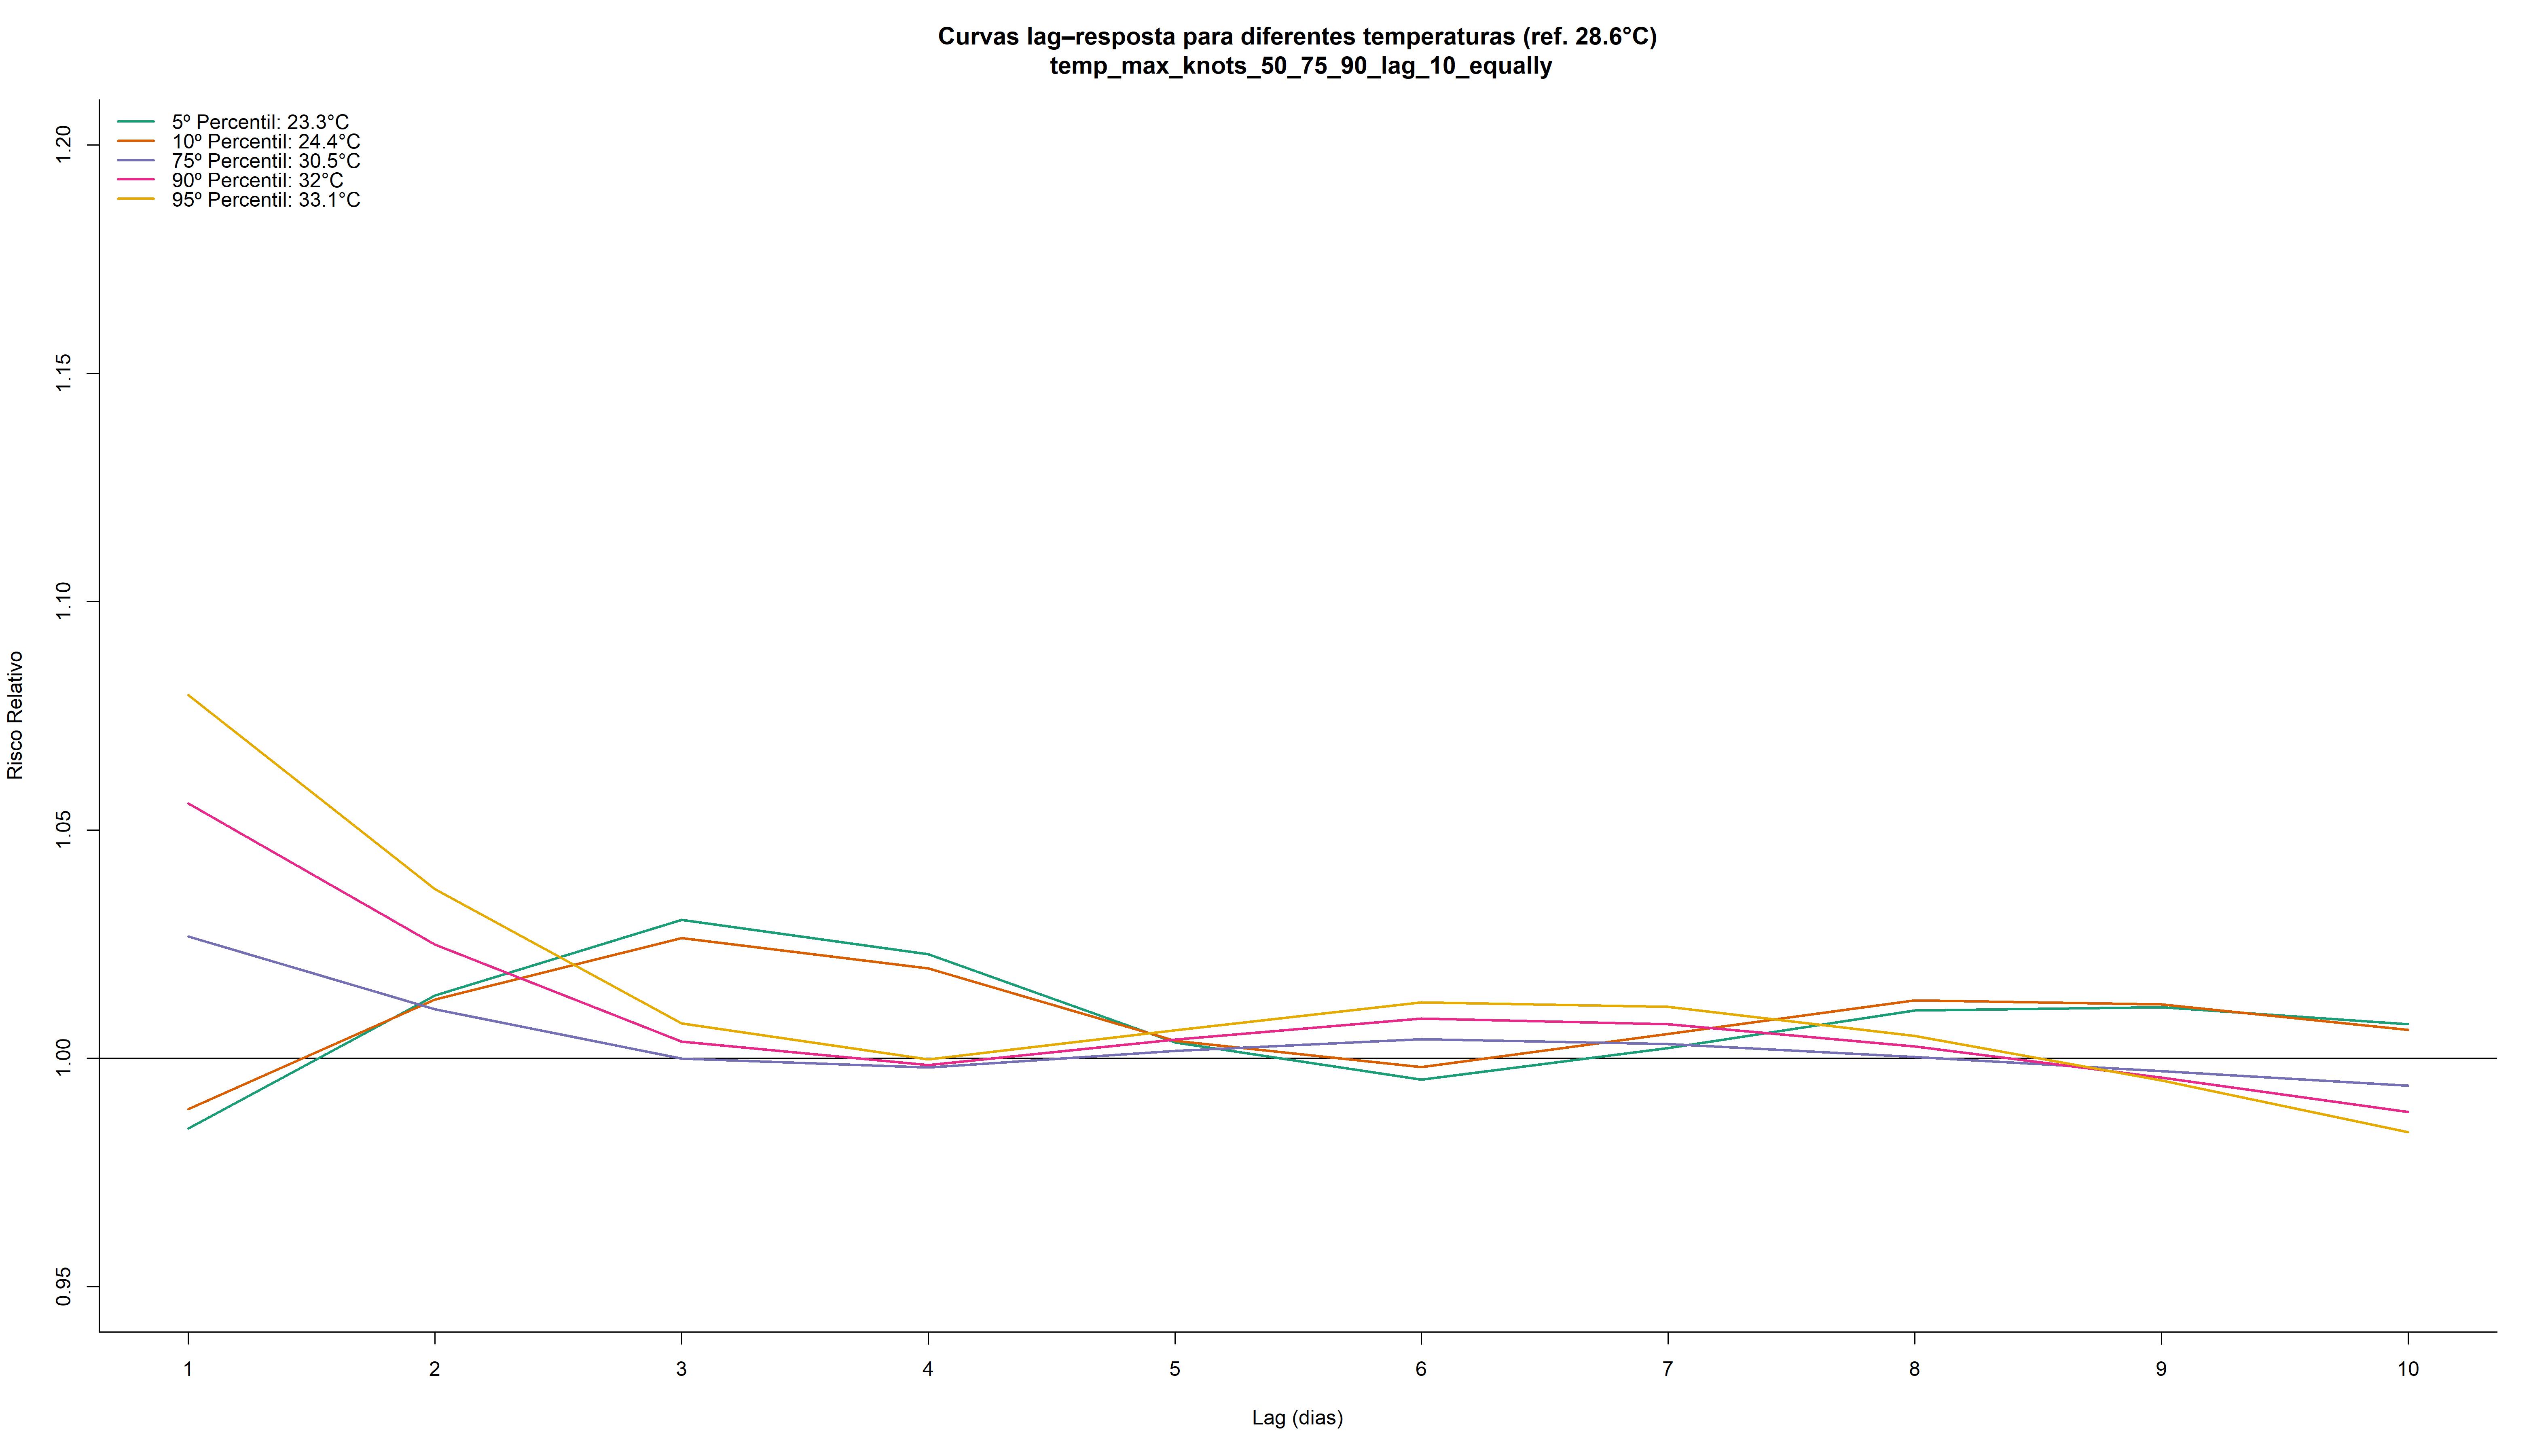 Curvas lag–resposta para diferentes temperaturas (ref. 28.6°C)
temp_max_knots_50_75_90_lag_10_equally
5º Percentil: 23.3°C
10º Percentil: 24.4°C
75º Percentil: 30.5°C
90º Percentil: 32°C
95º Percentil: 33.1°C
1.20
1.15
1.10
1.05
1.00
0.95
Risco Relativo
1 2 3 4 5 6 7 8 9 10
Lag (dias)